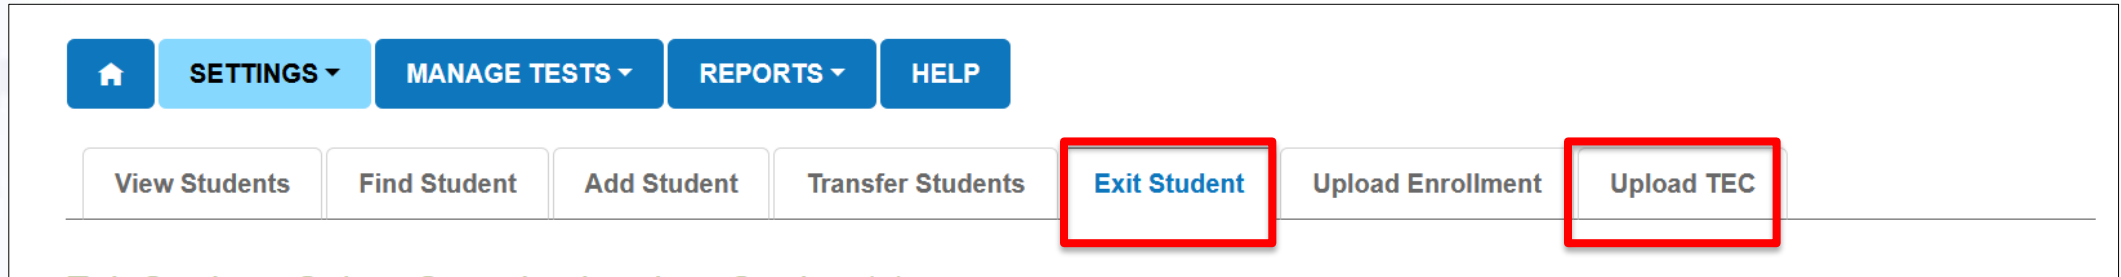 SETTINGS MANAGE TESTS REPORTS HELP
View Students Find Student Add Student Transfer Students Exit Student Upload Enrollment Upload TEC